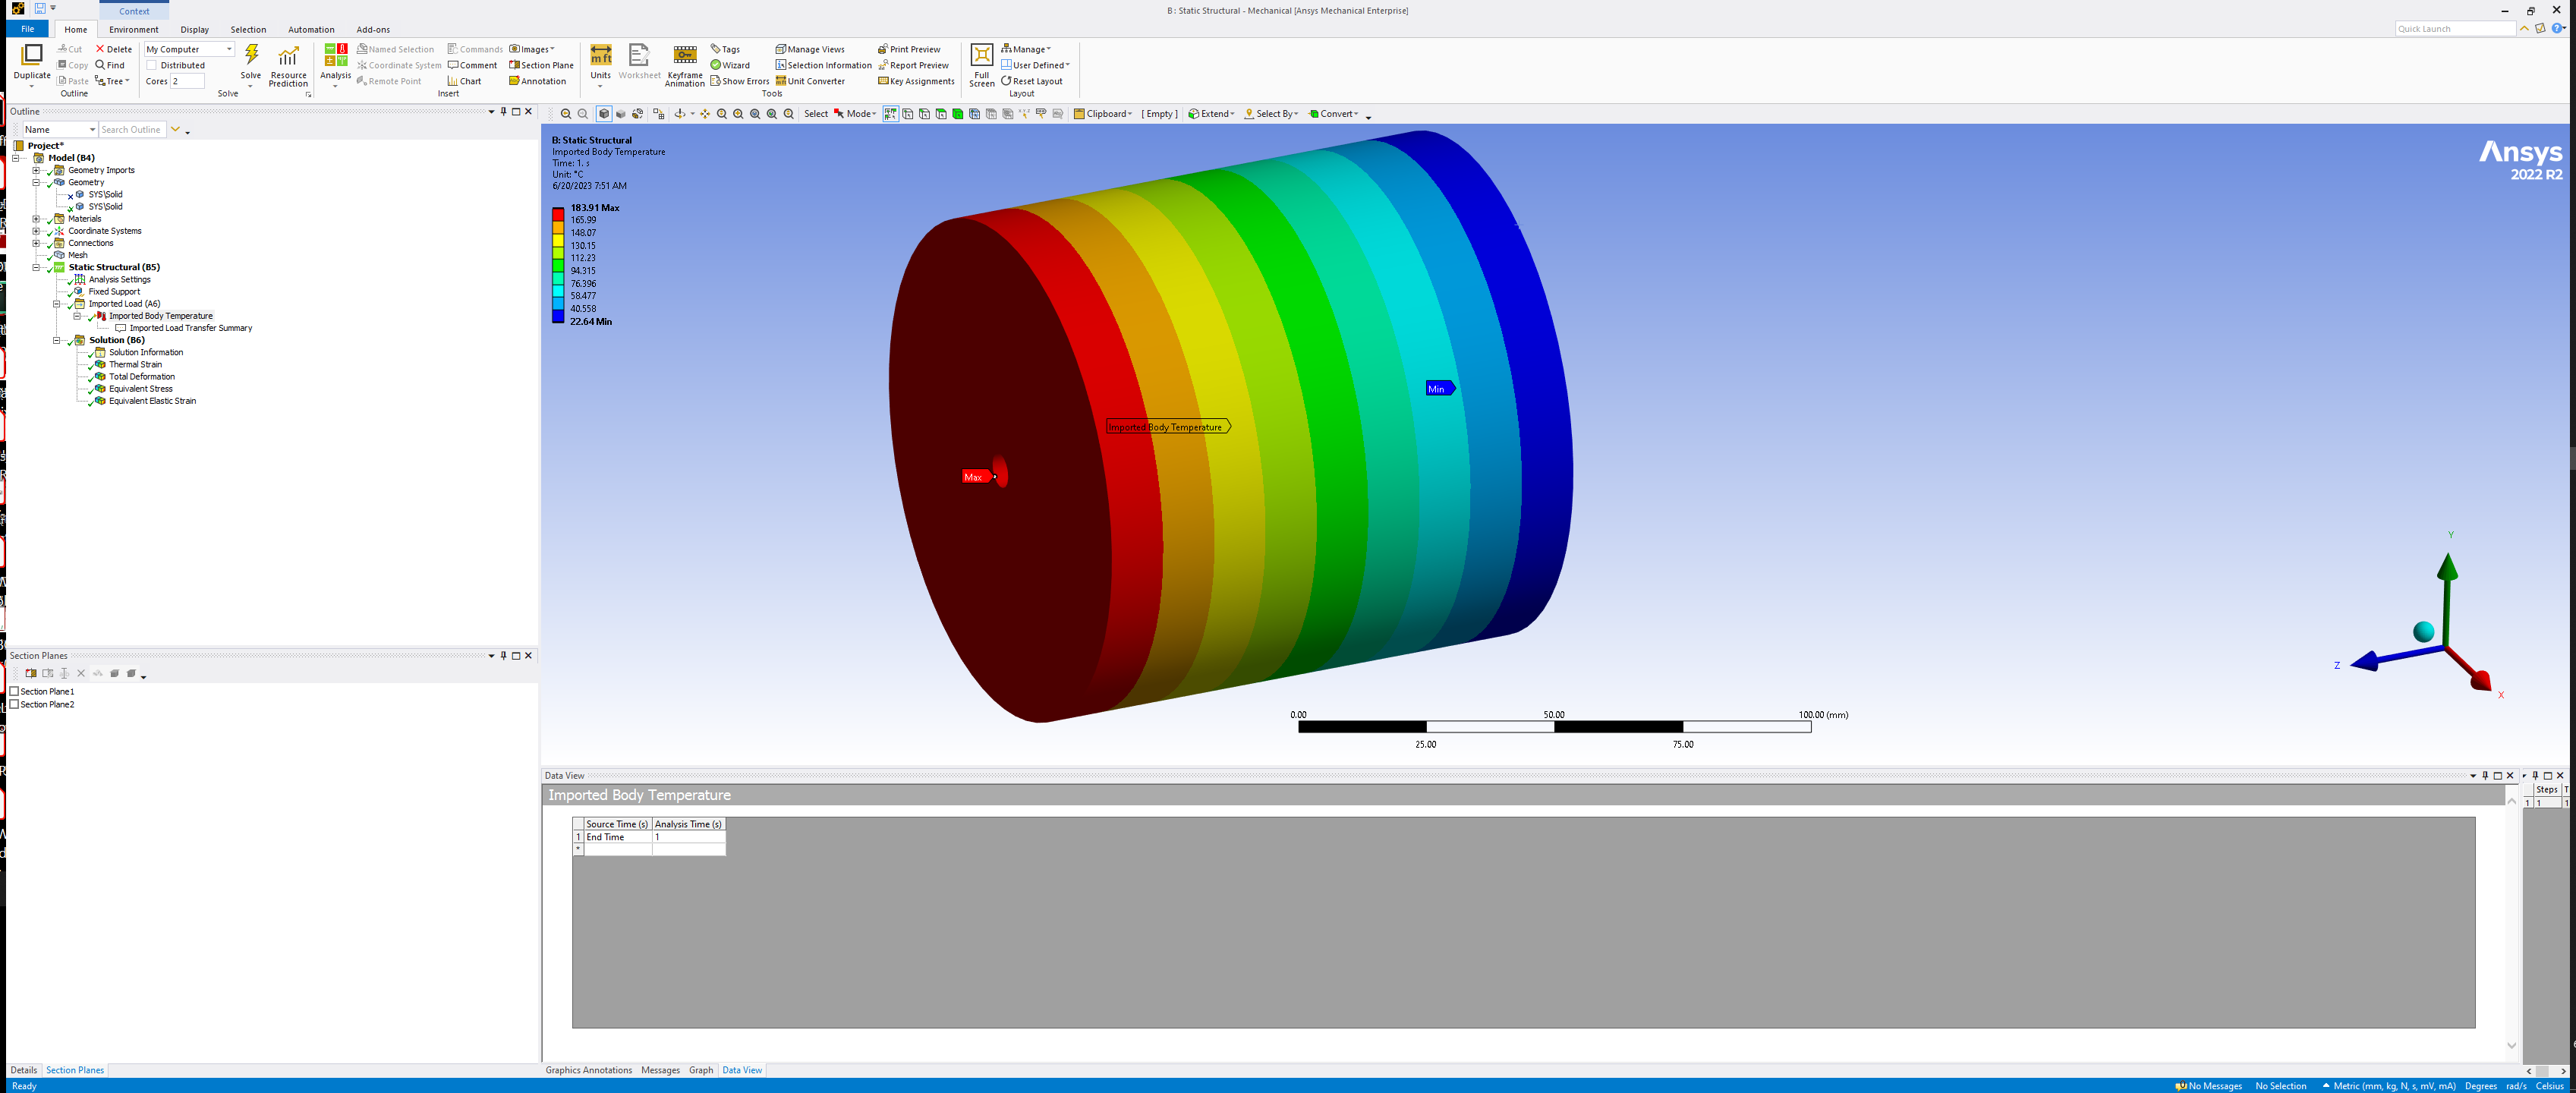 Context
B : Static Structural - Mechanical [Ansys Mechanical Enterprise]
File Home Environment Display Selection Automation Add-ons
Quick Launch
Duplicate
Cut
Copy
Paste
Delete
Find
Tree
Outline
My Computer
Distributed
Cores 2
Solve
Resource Prediction
Solve
Analysis
Named Selection
Coordinate System
Remote Point
Commands
Comment
Chart
Images
Section Plane
Annotation
Insert
Units
Worksheet
Keyframe Animation
Tags
Wizard
Show Errors
Manage Views
Selection Information
Unit Converter
Print Preview
Report Preview
Key Assignments
Tools
Full Screen
Manage
User Defined
Reset Layout
Layout
Outline
Name Search Outline
Select Mode Clipboard [ Empty ] Extend Select By Convert
Project*
Model (B4)
Geometry Imports
Geometry
SYS\Solid
SYS\Solid
Materials
Coordinate Systems
Connections
Mesh
Static Structural (B5)
Analysis Settings
Fixed Support
Imported Load (A6)
Imported Body Temperature
Imported Load Transfer Summary
Solution (B6)
Solution Information
Thermal Strain
Total Deformation
Equivalent Stress
Equivalent Elastic Strain
B: Static Structural
Imported Body Temperature
Time: 1. s
Unit: °C
6/20/2023 7:51 AM
183.91 Max
165.99
148.07
130.15
112.23
94.315
76.396
58.477
40.558
22.64 Min
Ansys
2022 R2
Min
Imported Body Temperature
Max
Y
Z
X
0.00 50.00 100.00 (mm)
25.00 75.00
Section Planes
Section Plane1
Section Plane2
Data View
Imported Body Temperature
Source Time (s) Analysis Time (s)
1 End Time 1
*
Steps T
1 1 1
Details Section Planes
Graphics Annotations Messages Graph Data View
Ready
No Messages No Selection Metric (mm, kg, N, s, mV, mA) Degrees rad/s Celsius